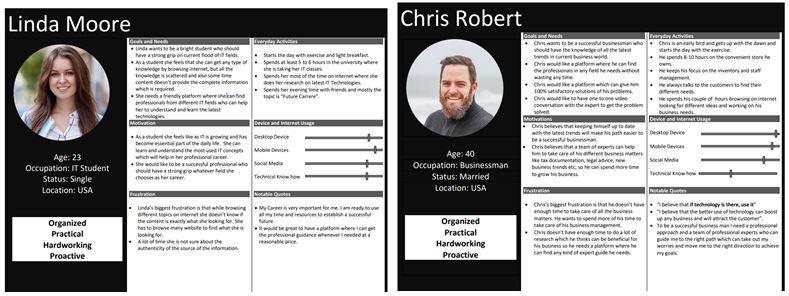 Linda Moore
Goals and Needs
Linda wants to be a bright student who should have a strong grip on current flood of IT fields.
As a student she feels that she can get any type of knowledge by browsing internet, but all the knowledge is scattered and also some time content doesn't provide the complete information which is required.
She needs a friendly platform where she can find professionals from different IT fields who can help her to understand and learn the latest technologies.
Everyday Activities
Starts the day with exercise and light breakfast.
Spends at least 5 to 6 hours in the university where she is taking her IT classes.
Spends her most of the time on internet where she does her research on latest IT Technologies.
Spends her evening time with friends and mostly the topic is "Future Carrere".
Motivation
As a student she feels like as IT is growing and has become essential part of the daily life. She can learn and understand the most used IT concepts which will help in her professional career.
She would like to be a successful professional who should have a strong grip whatever field she chooses as her career.
Device and Internet Usage
Desktop Device
Mobile Devices
Social Media
Technical Know how
Age: 23
Occupation: IT Student
Status: Single
Location: USA
Frustration
Linda's biggest frustration is that while browsing different topics on internet she doesn't know if the content is exactly what she looking for. She has to browse many website to find what she is looking for.
A lot of time she is not sure about the authenticity of the source of the information.
Notable Quotes
My Career is very important for me. I am ready to use all my time and resources to establish a successful future.
It would be great to have a platform where I can get the professional guidance whenever I needed at a reasonable price.
Organized
Practical
Hardworking
Proactive
Chris Robert
Goals and Needs
Chris wants to be a successful businessman who should have the knowledge of all the latest trends in current business world.
Chris would like a platform where he can find the professionals in any field he needs without wasting any time.
Chris would like a platform which can give him 100% satisfactory solutions of his problems.
Chris would like to have to one to one video conversation with the expert to get the problem solved.
Everyday Activities
Chris is an early bird and gets up with the dawn and starts the day with the exercise.
He spends 8-10 hours on the convenient store he owns.
He keeps his focus on the inventory and staff management.
He always talks to the customers to find their different needs.
He spends his couple of hours browsing on internet looking for different ideas and working on his business needs.
Motivations
Chris believes that keeping himself up to date with the latest trends will make his path easier to be a successful businessman.
Chris believes that a team of experts can help him to take care of his different business matters like tax documentation, legal advice, new business trends etc; so he can spend more time to grow his business.
Device and Internet Usage
Desktop Device
Mobile Devices
Social Media
Technical Know how
Age: 40
Occupation: Businessman
Status: Married
Location: USA
Frustration
Chris's biggest frustration is that he doesn't have enough time to take care of all the business matters. He wants to spend more of his time to take care of his business management.
Chris doesn't have enough time to do a lot of research which he thinks can be beneficial for his business so he needs a platform where he can find any kind of expert guide he needs.
Notable Quotes
"I believe that if technology is there, use it"
"I believe that the better use of technology can boost up any business and will attract the customer".
To be a successful business man I need a professional approach and a team of professional experts who can guide me to the right path which can take out my worries and move me to the right direction to achieve my goals.
Organized
Practical
Hardworking
Proactive